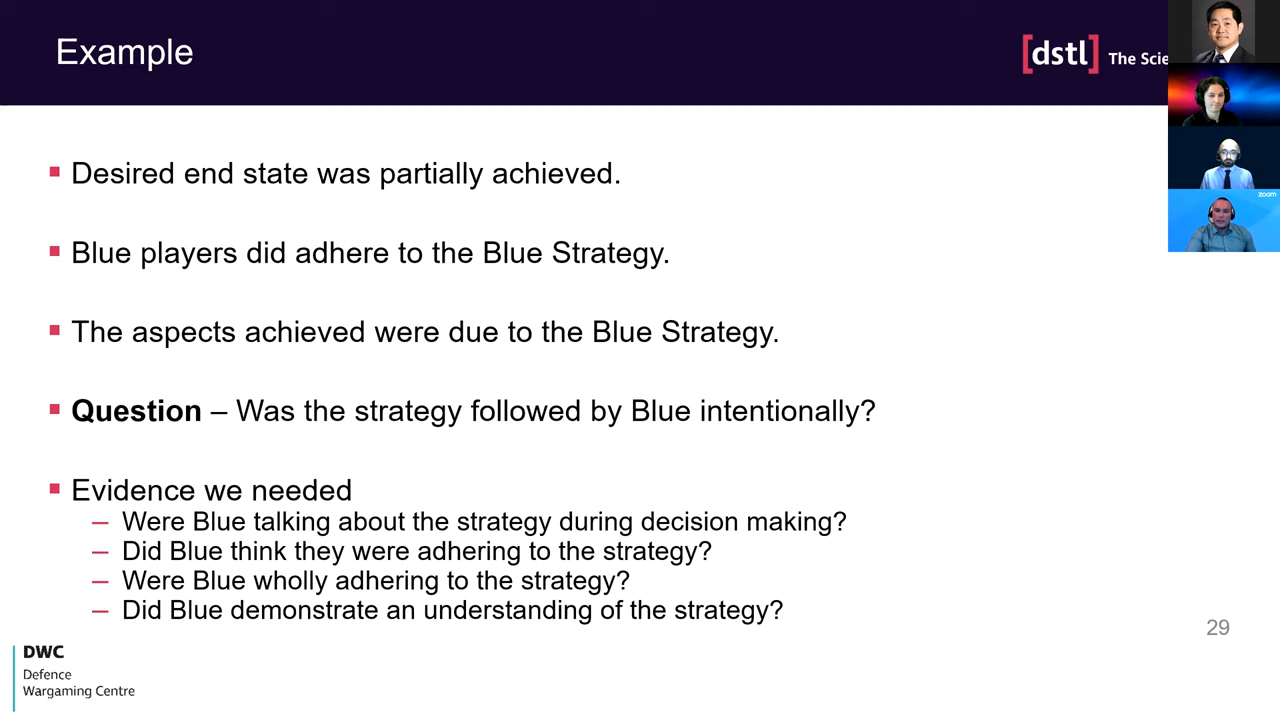 Example
[dstl] The Scie
zoom
▪ Desired end state was partially achieved.
▪ Blue players did adhere to the Blue Strategy.
▪ The aspects achieved were due to the Blue Strategy.
▪ Question – Was the strategy followed by Blue intentionally?
▪ Evidence we needed
– Were Blue talking about the strategy during decision making?
– Did Blue think they were adhering to the strategy?
– Were Blue wholly adhering to the strategy?
– Did Blue demonstrate an understanding of the strategy?
29
DWC
Defence
Wargaming Centre